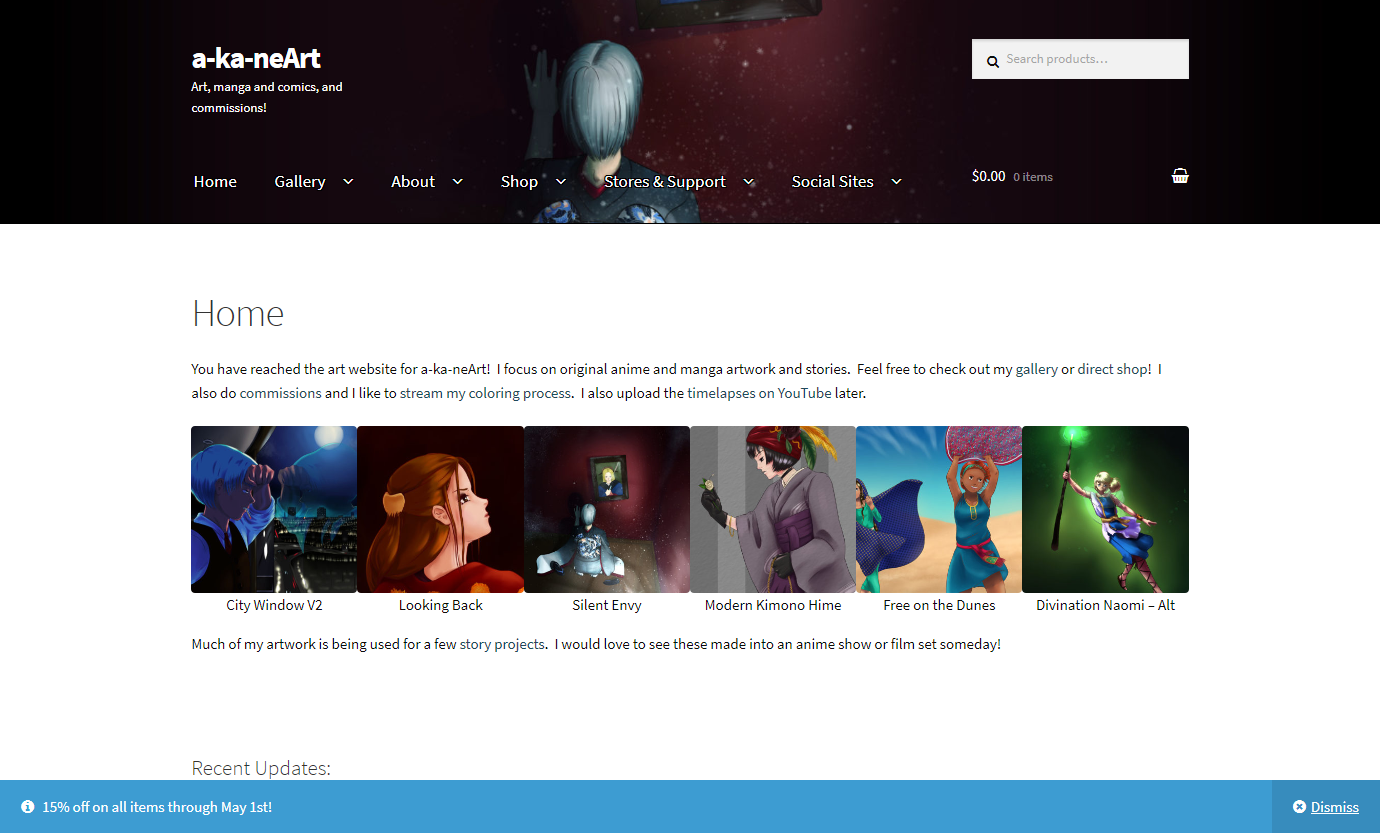 a-ka-neArt
Art, manga and comics, and
commissions!
Search products…
Home
Gallery
About
Shop
Stores & Support
Social Sites
$0.00 0 items
Home
You have reached the art website for a-ka-neArt! I focus on original anime and manga artwork and stories. Feel free to check out my gallery or direct shop! I
also do commissions and I like to stream my coloring process. I also upload the timelapses on YouTube later.
City Window V2
Looking Back
Silent Envy
Modern Kimono Hime
Free on the Dunes
Divination Naomi – Alt
Much of my artwork is being used for a few story projects. I would love to see these made into an anime show or film set someday!
Recent Updates:
15% off on all items through May 1st!
Dismiss